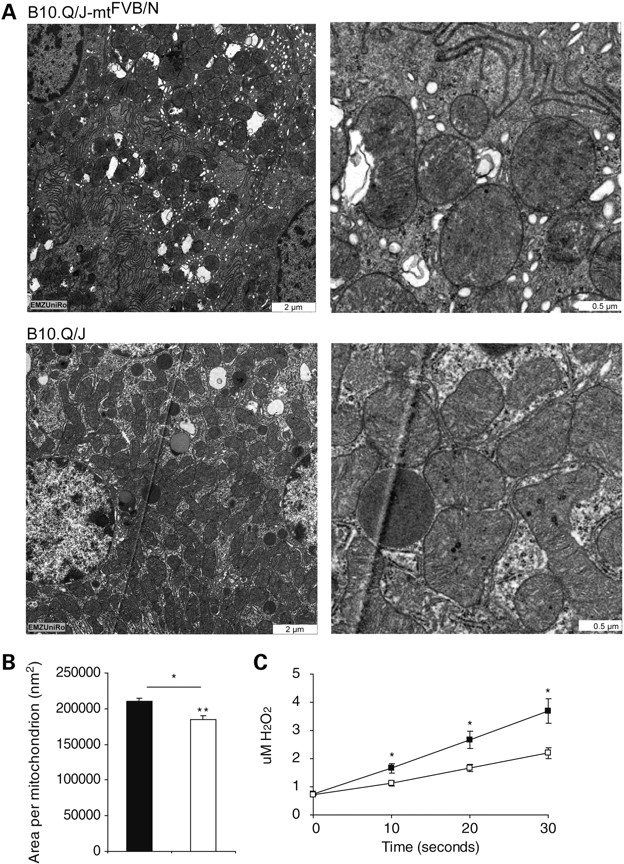 A B10.Q/J-mtFVB/N
EMZUniRo
2 µm
0.5 µm
B10.Q/J
EMZUniRo
2 µm
0.5 µm
B
Area per mitochondrion (nm2)
250000
200000
150000
100000
50000
0
*
**
C
uM H2O2
5
4
3
2
1
0
*
*
*
0 10 20 30
Time (seconds)